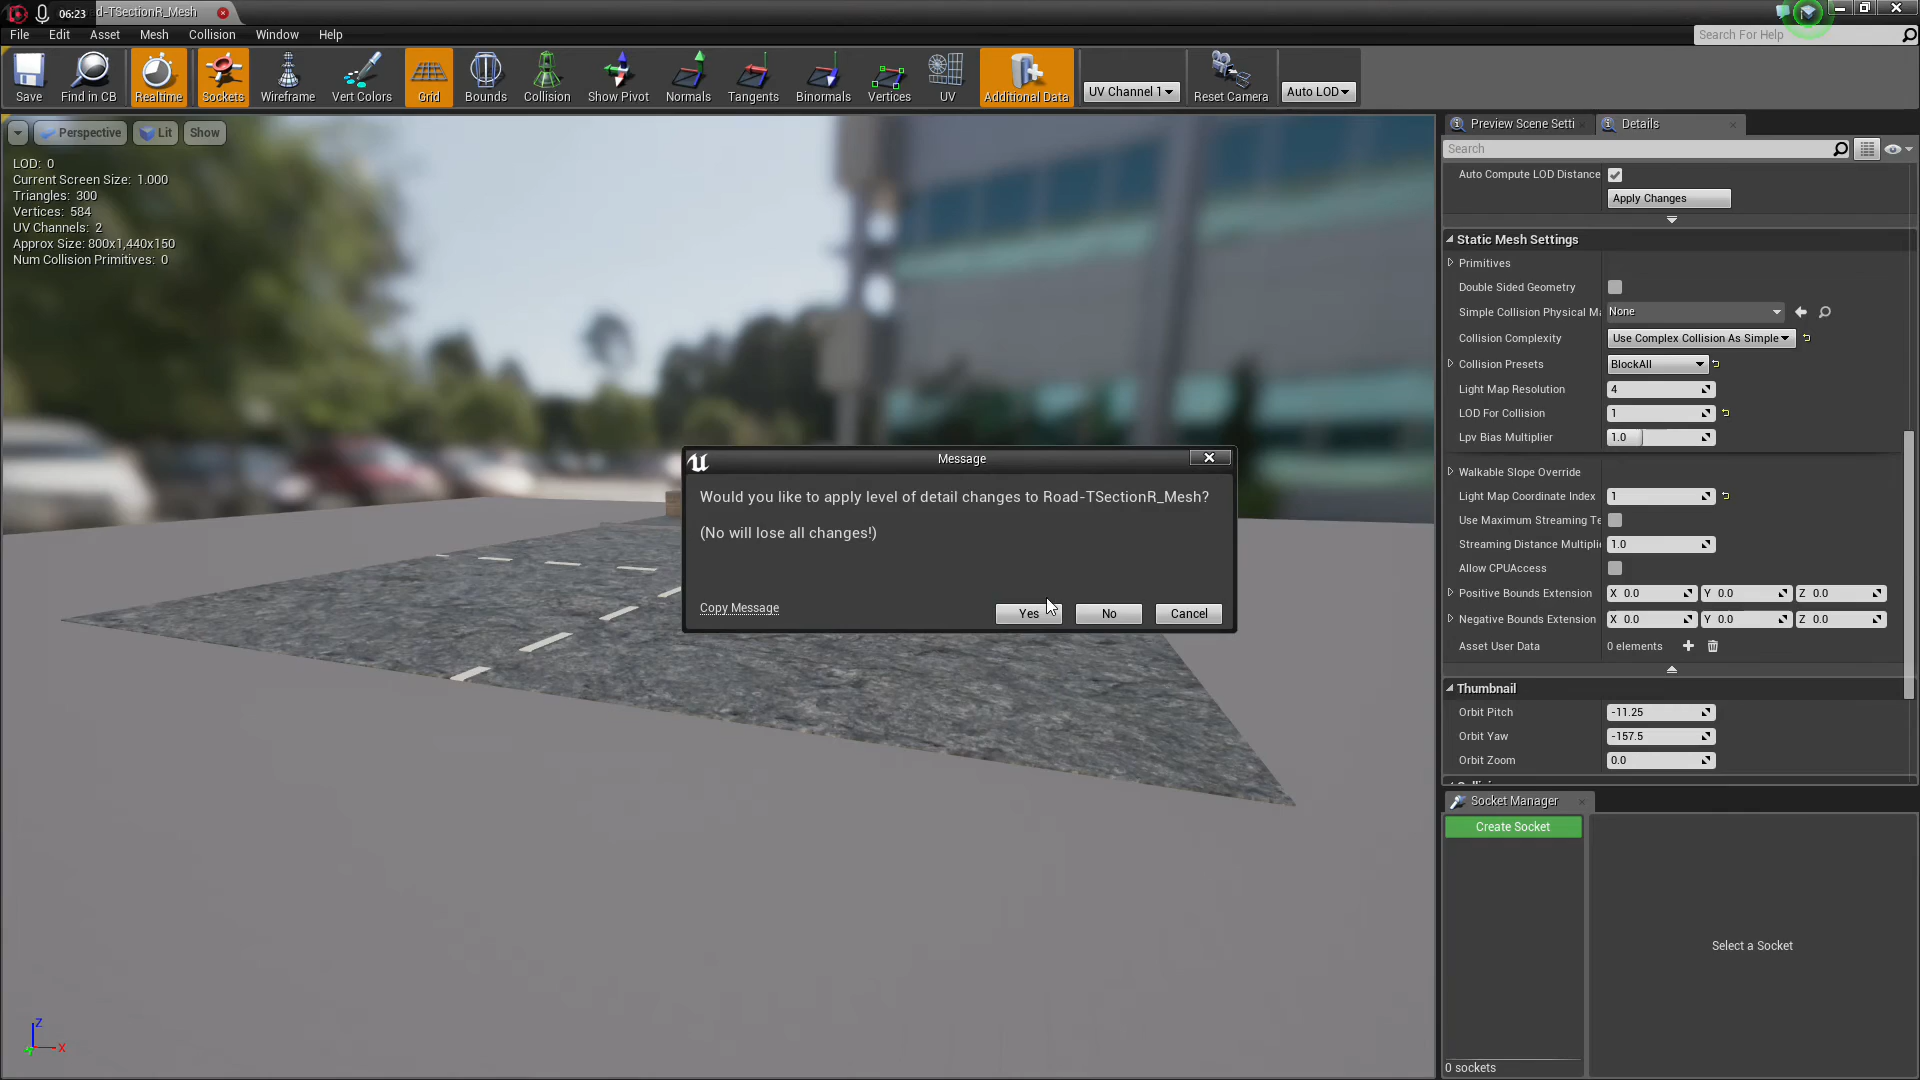 06:23
d-TSectionR_Mesh
File Edit Asset Mesh Collision Window Help
Search For Help
Save Find in CB Realtime Sockets Wireframe Vert Colors Grid Bounds Collision Show Pivot Normals Tangents Binormals Vertices UV Additional Data UV Channel 1 Reset Camera Auto LOD
Perspective Lit Show
LOD: 0
Current Screen Size: 1.000
Triangles: 300
Vertices: 584
UV Channels: 2
Approx Size: 800x1,440x150
Num Collision Primitives: 0
Message
Would you like to apply level of detail changes to Road-TSectionR_Mesh?
(No will lose all changes!)
Copy Message
Yes No Cancel
Z
X
Preview Scene Setti Details
Search
Auto Compute LOD Distance
Apply Changes
Static Mesh Settings
Primitives
Double Sided Geometry
Simple Collision Physical Ma None
Collision Complexity Use Complex Collision As Simple
Collision Presets BlockAll
Light Map Resolution 4
LOD For Collision 1
Lpv Bias Multiplier 1.0
Walkable Slope Override
Light Map Coordinate Index 1
Use Maximum Streaming Te
Streaming Distance Multipli 1.0
Allow CPUAccess
Positive Bounds Extension X 0.0 Y 0.0 Z 0.0
Negative Bounds Extension X 0.0 Y 0.0 Z 0.0
Asset User Data 0 elements
Thumbnail
Orbit Pitch -11.25
Orbit Yaw -157.5
Orbit Zoom 0.0
Socket Manager
Create Socket
Select a Socket
0 sockets